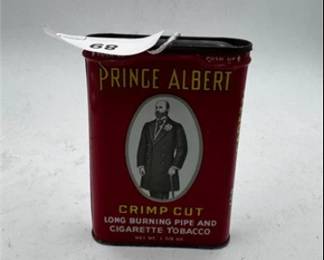 68
PRINCE ALBERT
CRIMP CUT
LONG BURNING PIPE AND
CIGARETTE TOBACCO